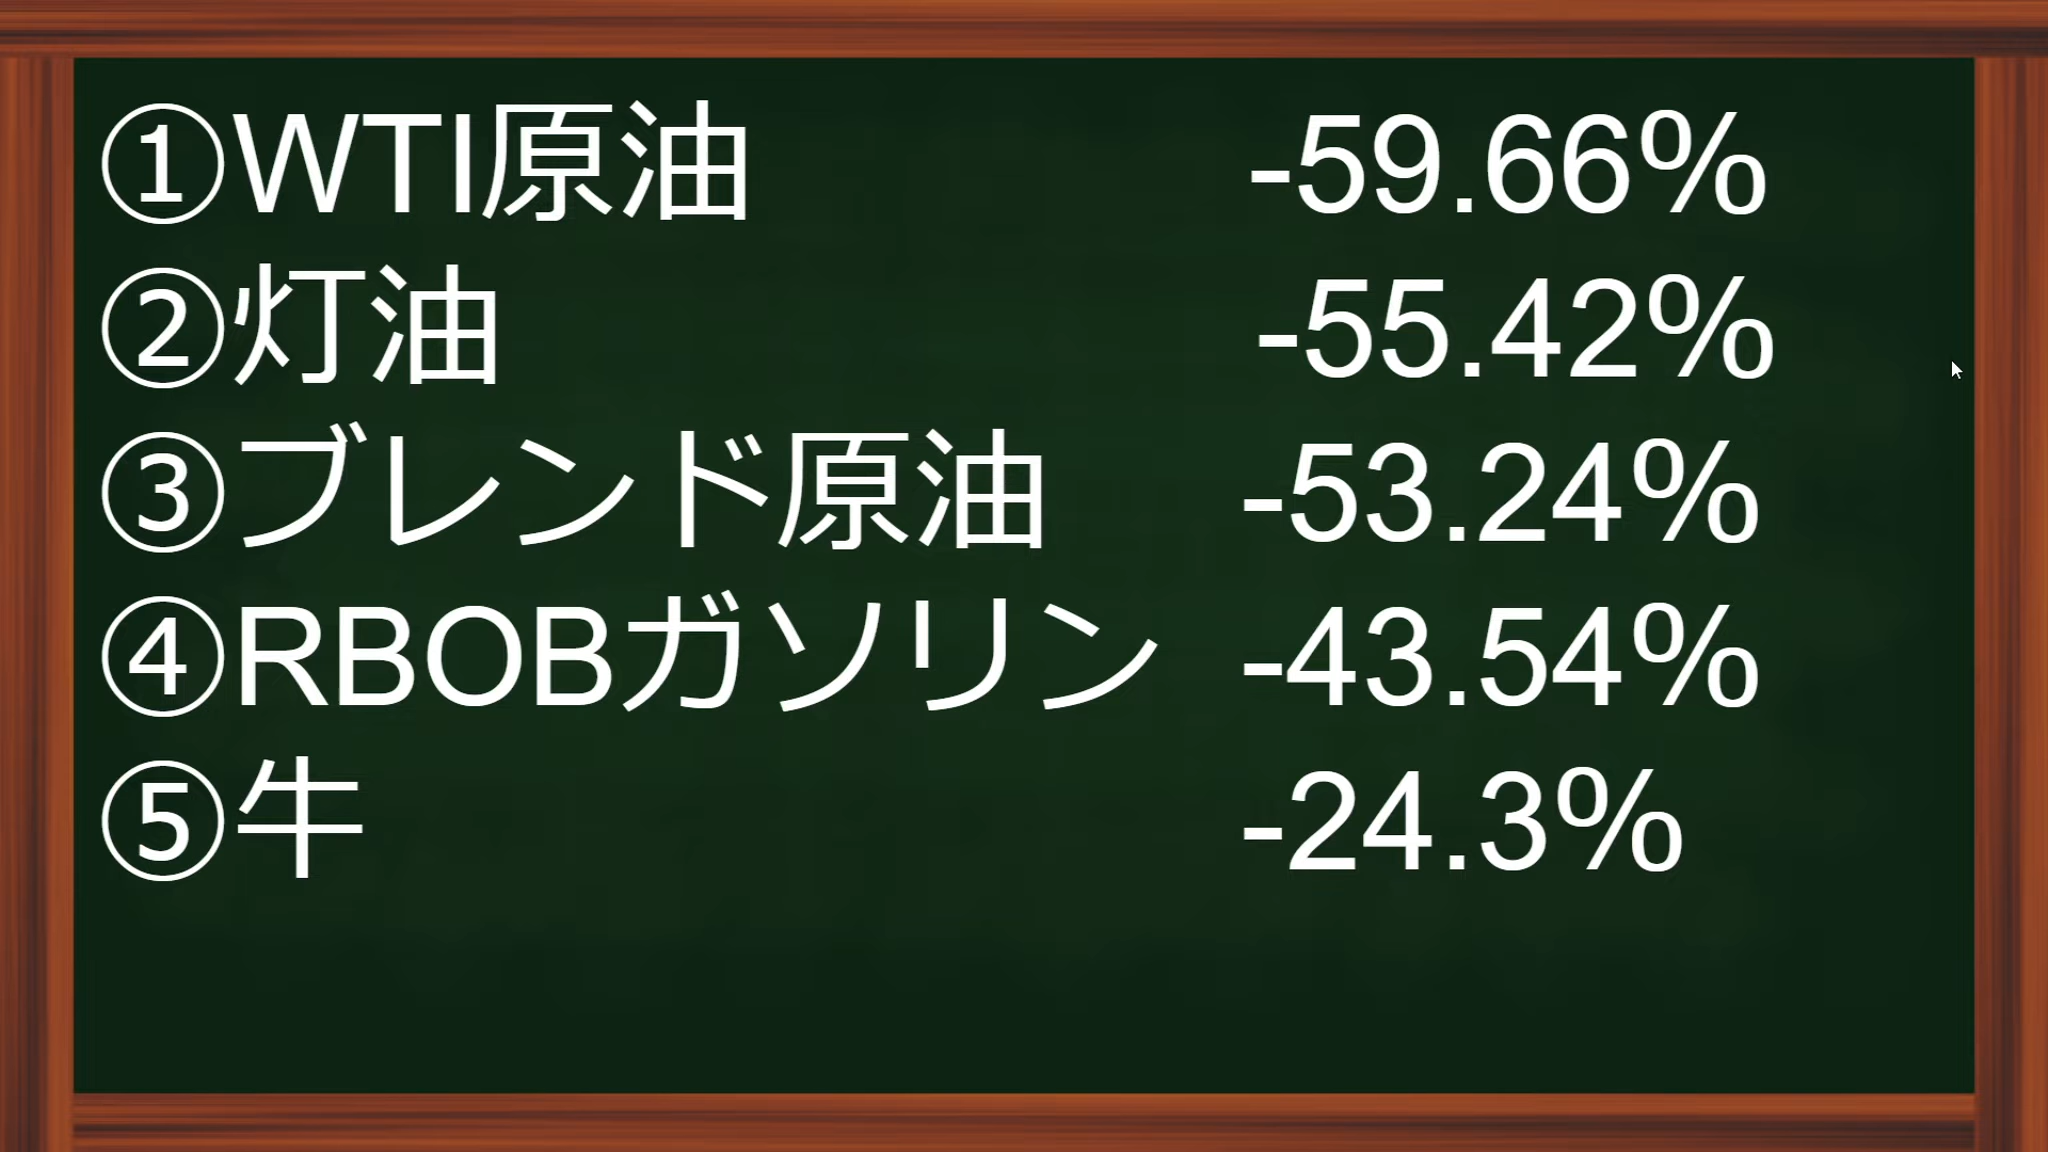 ①WTI原油 -59.66%
②灯油 -55.42%
③ブレンド原油 -53.24%
④RBOBガソリン -43.54%
⑤牛 -24.3%